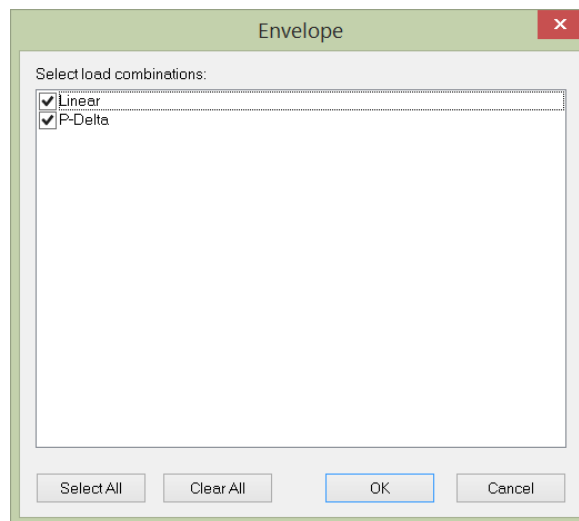 Envelope
Select load combinations:
Linear
P-Delta
Select All Clear All OK Cancel